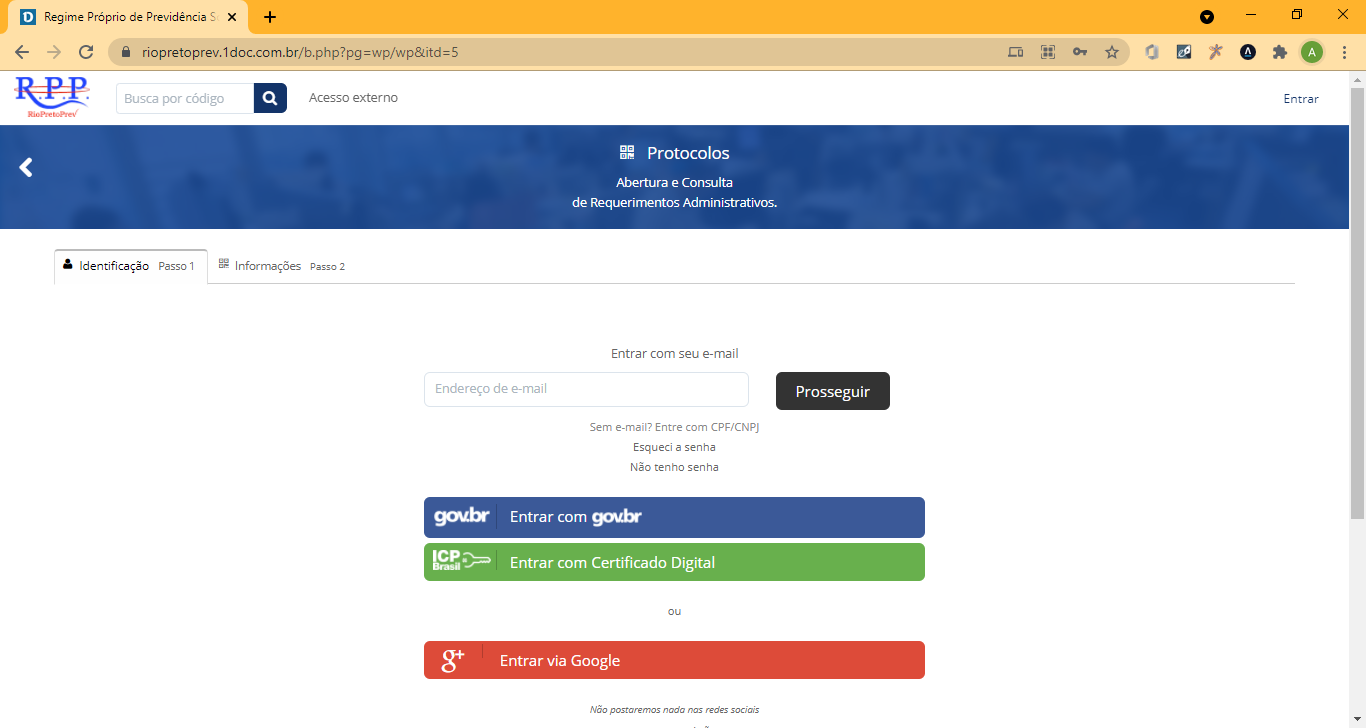 Regime Próprio de Previdência
riopretoprev.1doc.com.br/b.php?pg=wp/wp&itd=5
A
R.P.P.
RioPretoPrev
Busca por código
Acesso externo
Entrar
Protocolos
Abertura e Consulta
de Requerimentos Administrativos.
Identificação Passo 1
Informações Passo 2
Entrar com seu e-mail
Endereço de e-mail
Prosseguir
Sem e-mail? Entre com CPF/CNPJ
Esqueci a senha
Não tenho senha
gov.br Entrar com gov.br
ICP Brasil Entrar com Certificado Digital
ou
g+ Entrar via Google
Não postaremos nada nas redes sociais